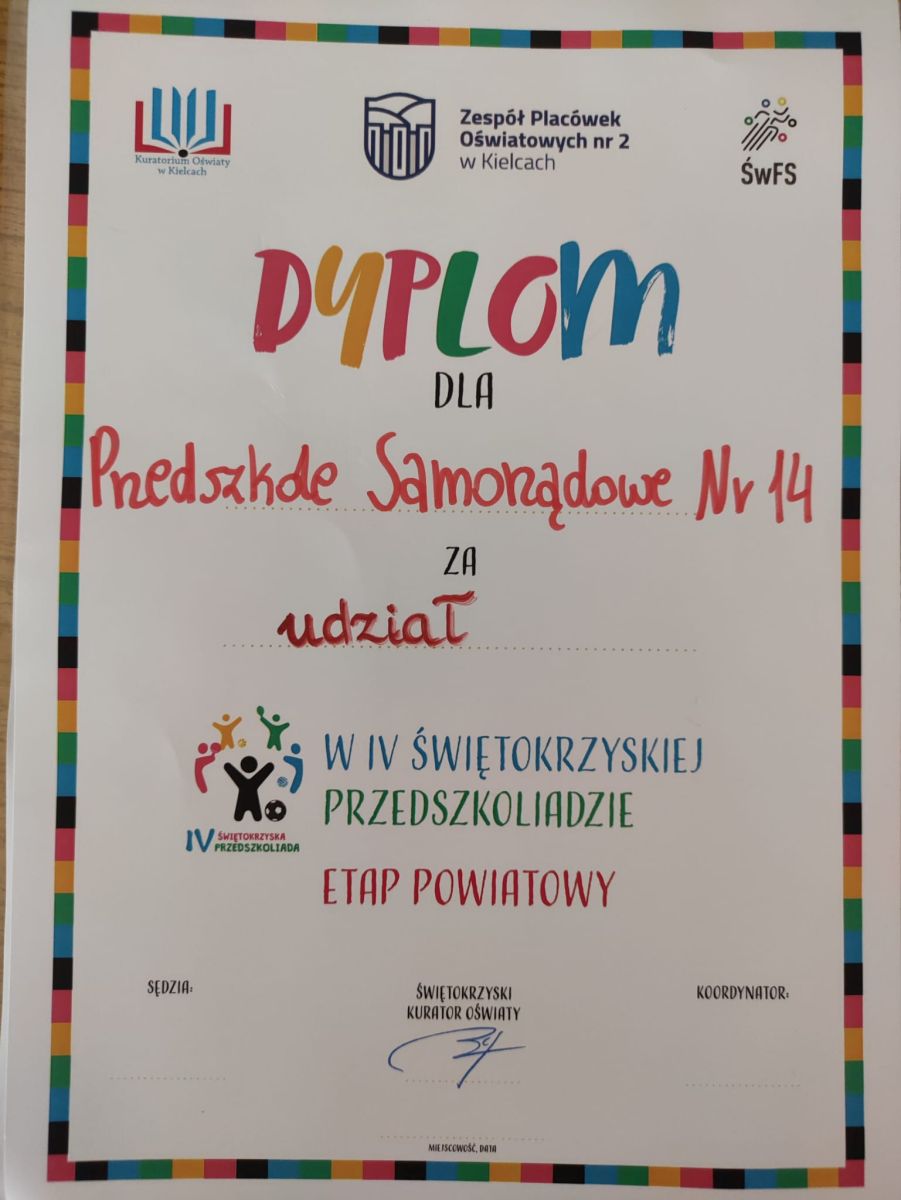 Kuratorium Oświaty
w Kielcach
Zespół Placówek
Oświatowych nr 2
w Kielcach
ŚwFS
DYPLOM
DLA
Przedszkole Samorządowe Nr 14
ZA
udział
W IV ŚWIĘTOKRZYSKIEJ
PRZEDSZKOLIADZIE
IV ŚWIĘTOKRZYSKA
PRZEDSZKOLIADA
ETAP POWIATOWY
SĘDZIA:
ŚWIĘTOKRZYSKI
KURATOR OŚWIATY
KOORDYNATOR:
MIEJSCOWOŚĆ, DATA